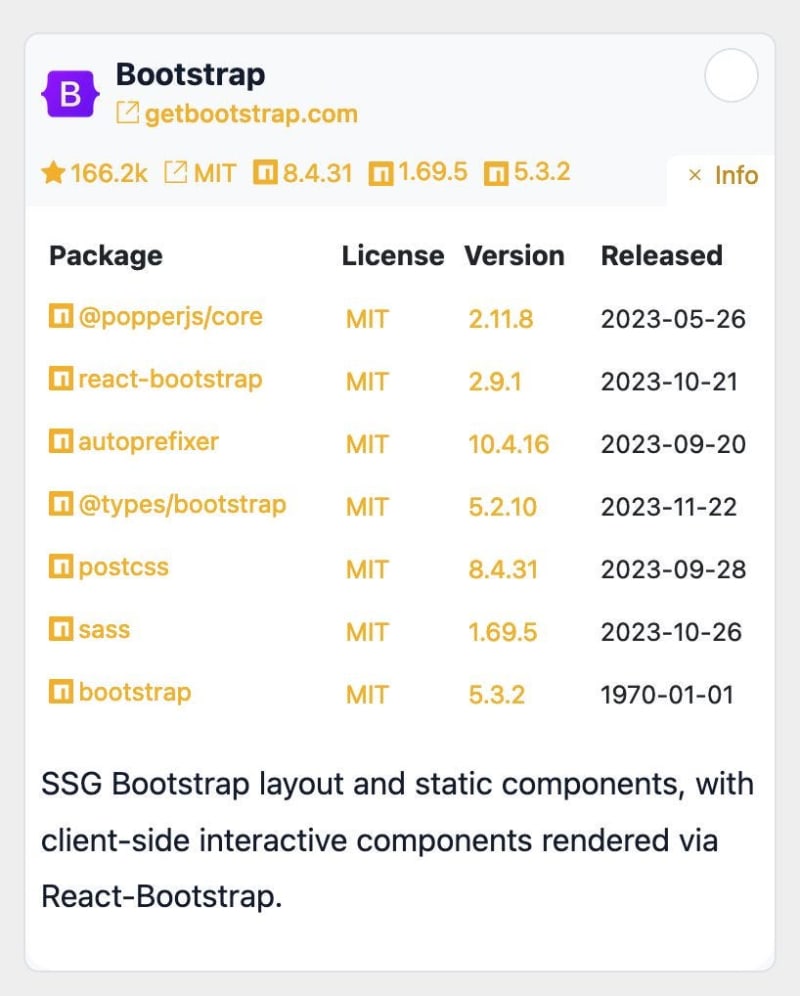 B
Bootstrap
getbootstrap.com
166.2k MIT 8.4.31 1.69.5 5.3.2 × Info
Package License Version Released
@popperjs/core MIT 2.11.8 2023-05-26
react-bootstrap MIT 2.9.1 2023-10-21
autoprefixer MIT 10.4.16 2023-09-20
@types/bootstrap MIT 5.2.10 2023-11-22
postcss MIT 8.4.31 2023-09-28
sass MIT 1.69.5 2023-10-26
bootstrap MIT 5.3.2 1970-01-01
SSG Bootstrap layout and static components, with
client-side interactive components rendered via
React-Bootstrap.